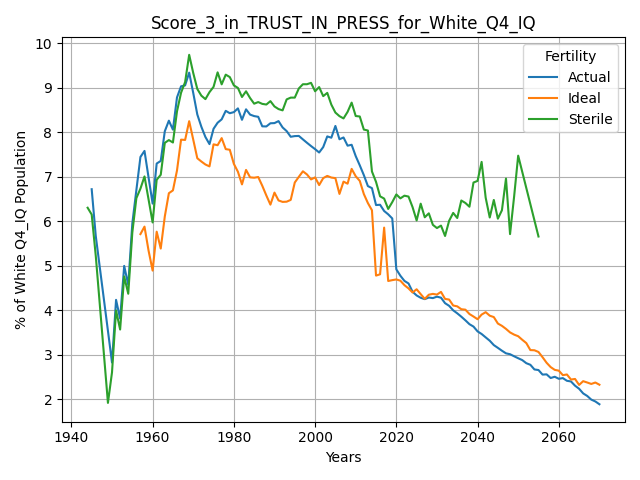 Score_3_in_TRUST_IN_PRESS_for_White_Q4_IQ
% of White Q4_IQ Population
10
9
8
7
6
5
4
3
2
Fertility
Actual
Ideal
Sterile
1940 1960 1980 2000 2020 2040 2060
Years